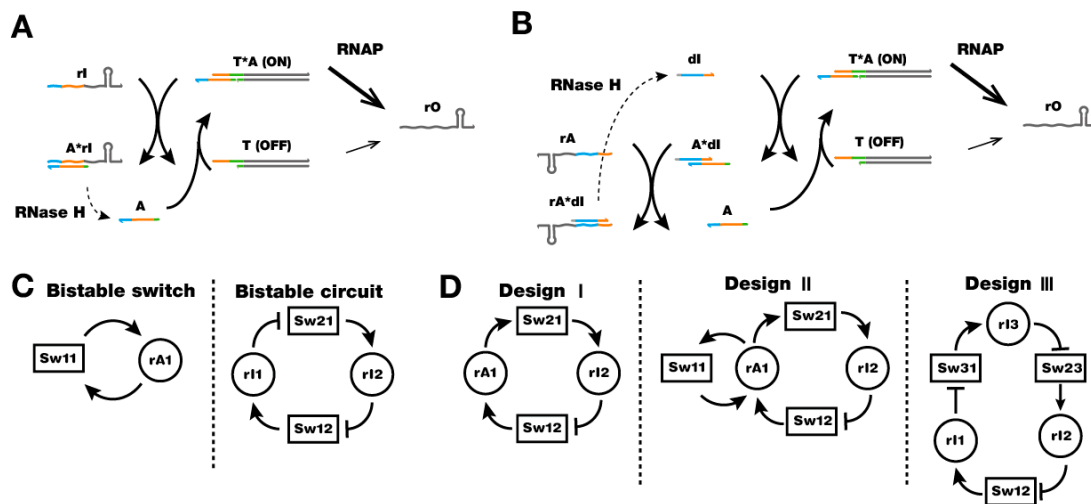 A
rI
T*A (ON)
RNAP
rO
A*rI
T (OFF)
RNase H
A
B
dI
T*A (ON)
RNAP
RNase H
rO
rA
A*dI
T (OFF)
rA*dI
A
C
Bistable switch
Sw11
rA1
Bistable circuit
Sw21
rI1
rI2
Sw12
D
Design Ⅰ
Sw21
rA1
rI2
Sw12
Design Ⅱ
Sw21
Sw11
rA1
rI2
Sw12
Design Ⅲ
rI3
Sw31
Sw23
rI1
rI2
Sw12